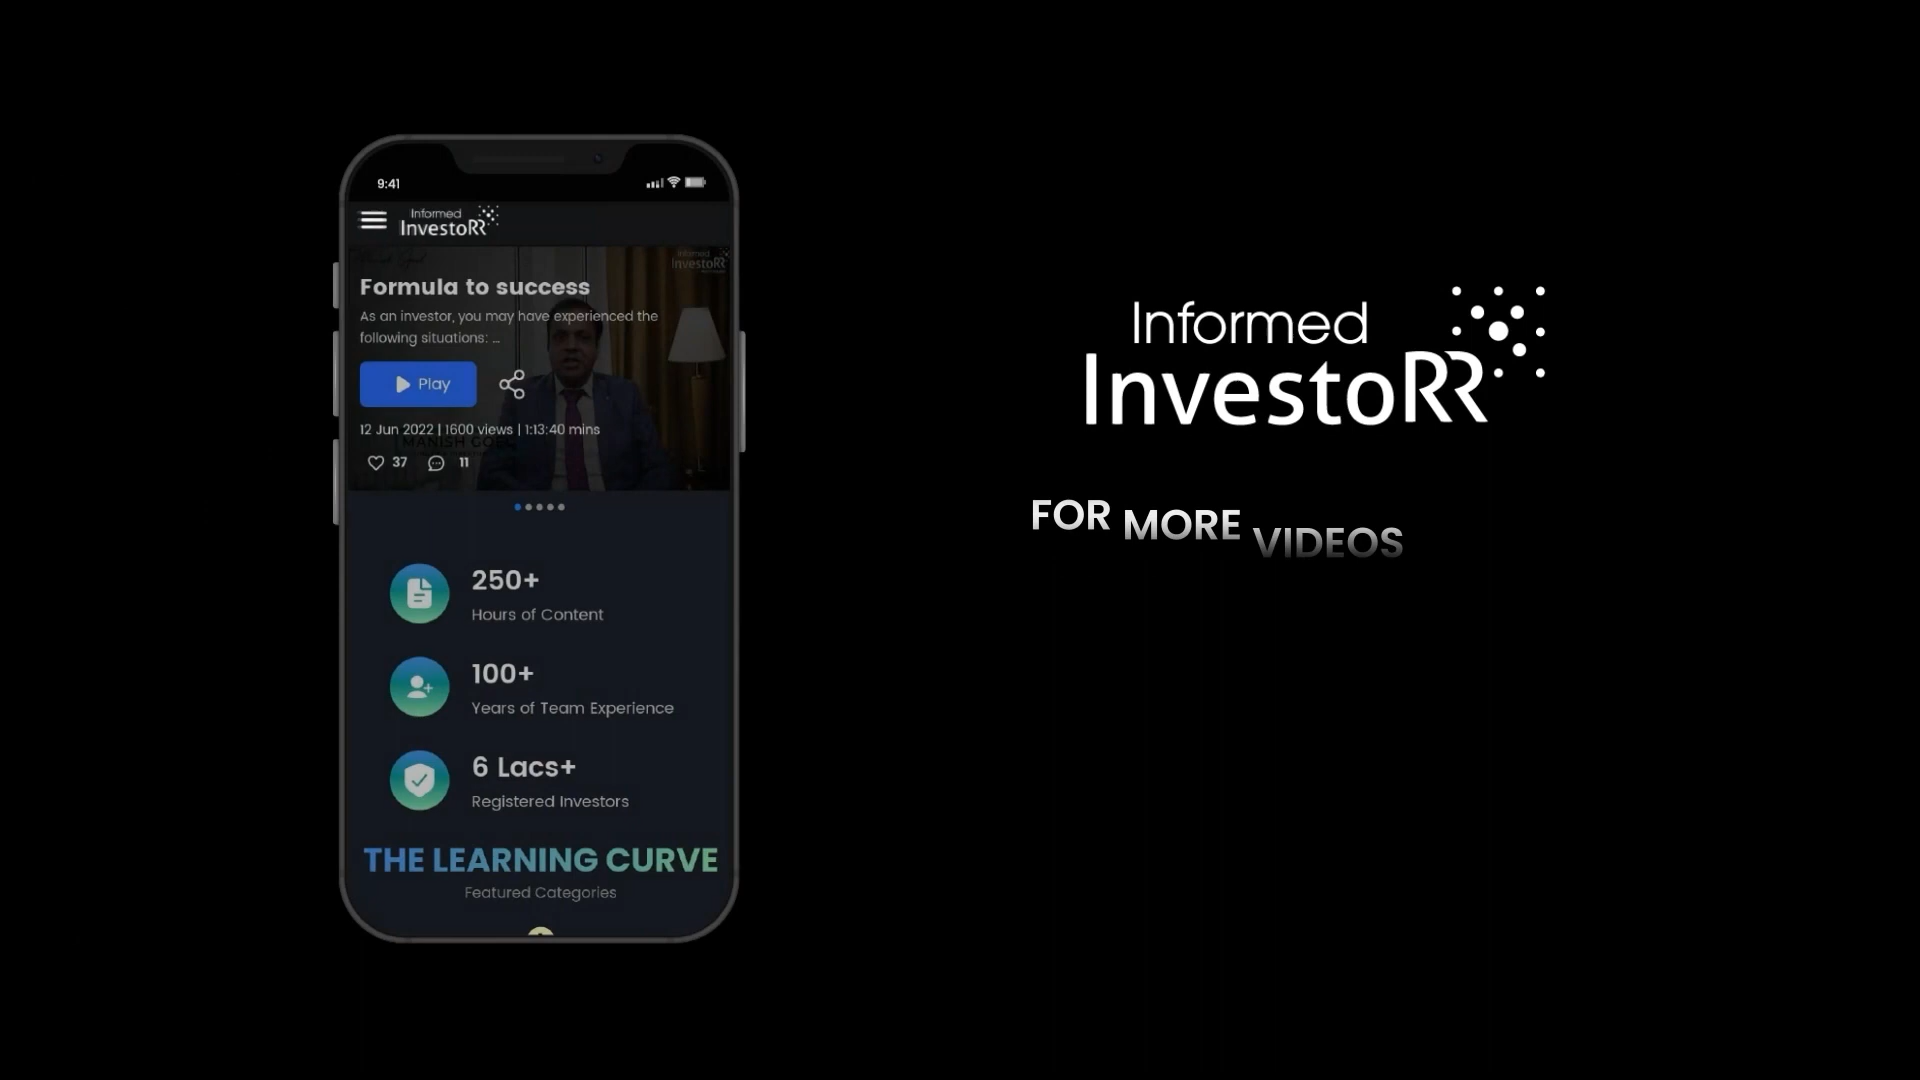 9:41
Informed
InvestoRR
Informed
InvestoRR
Formula to success
As an investor, you may have experienced the
following situations: ...
Play
12 Jun 2022 | 1600 views | 1:13:40 mins
MANISH GOEL
37
11
250+
Hours of Content
100+
Years of Team Experience
6 Lacs+
Registered Investors
THE LEARNING CURVE
Featured Categories
Informed
InvestoRR
FOR MORE VIDEOS